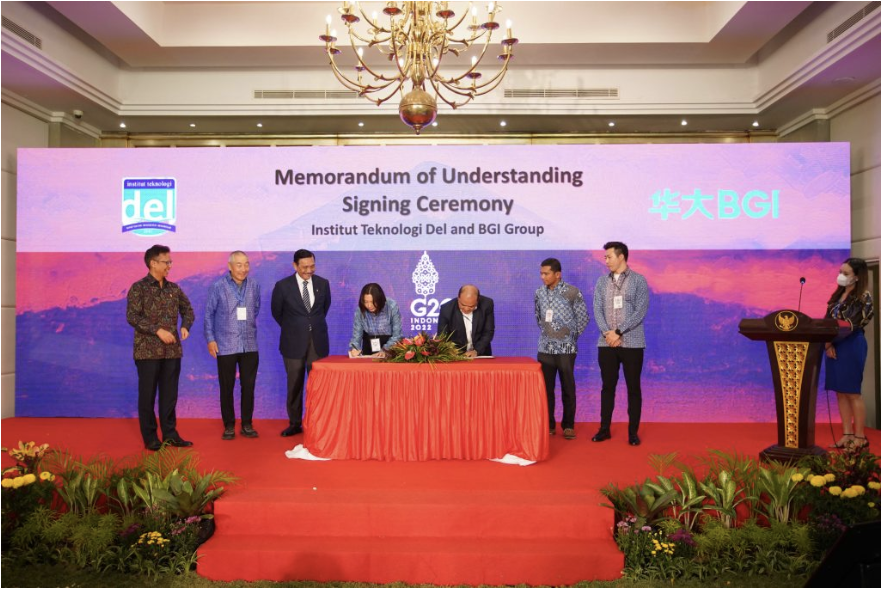 Memorandum of Understanding
Signing Ceremony
Institut Teknologi Del and BGI Group
institut teknologi
del
华大BGI
G20
INDONESIA
2022